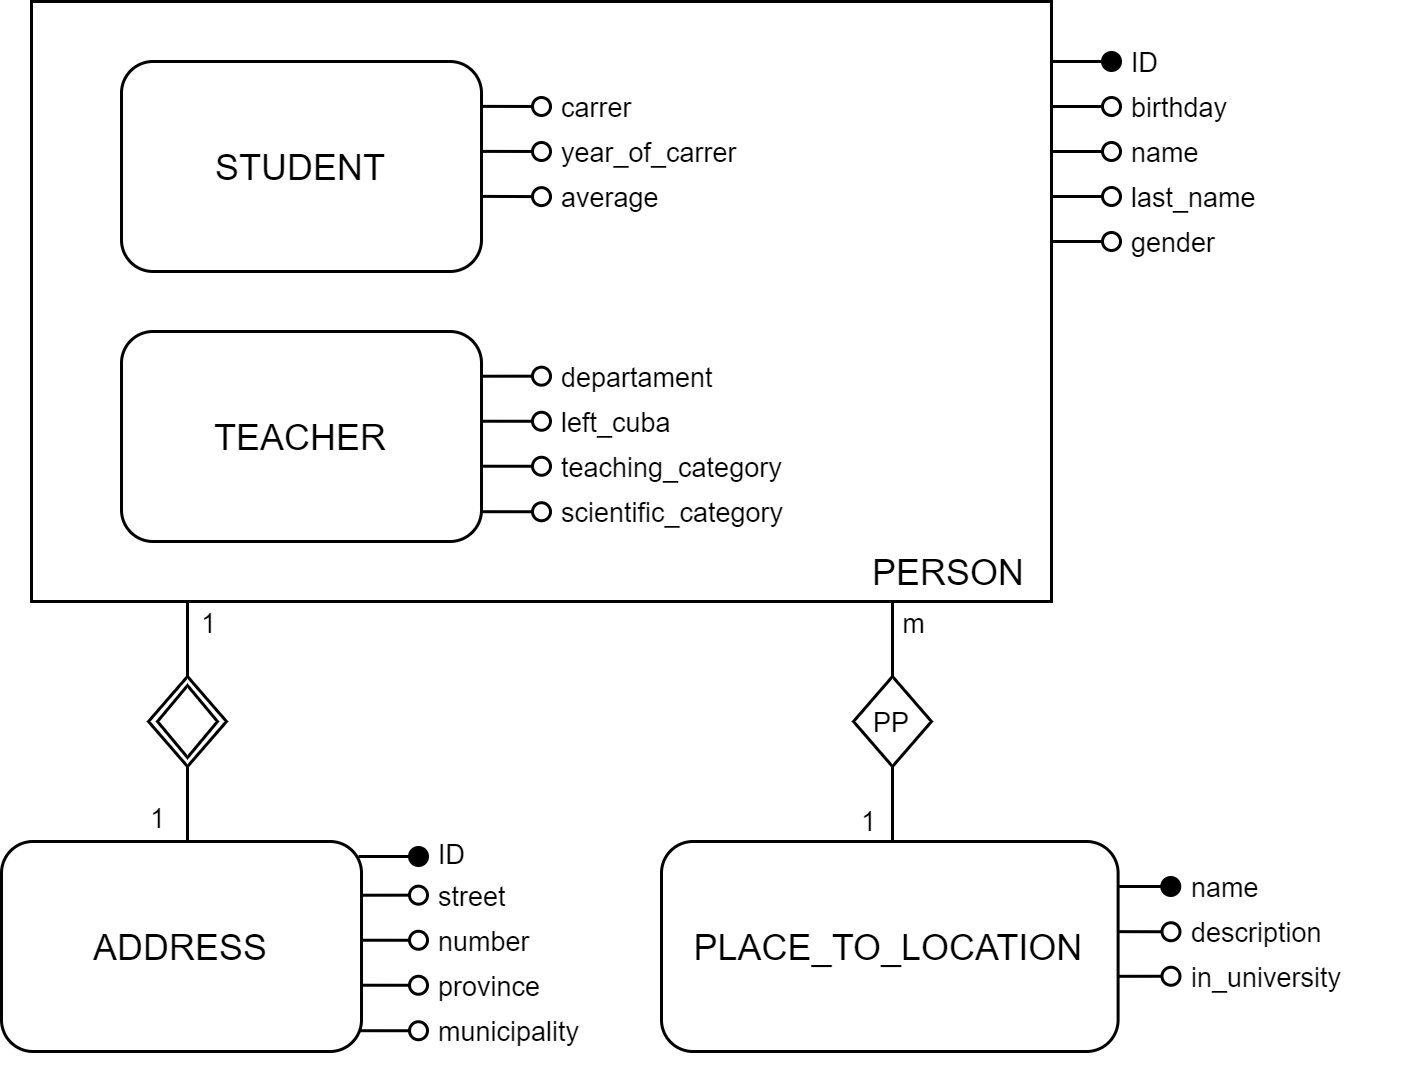 STUDENT
carrer
year_of_carrer
average
TEACHER
departament
left_cuba
teaching_category
scientific_category
PERSON
ID
birthday
name
last_name
gender
1
m
PP
1
1
ADDRESS
ID
street
number
province
municipality
PLACE_TO_LOCATION
name
description
in_university